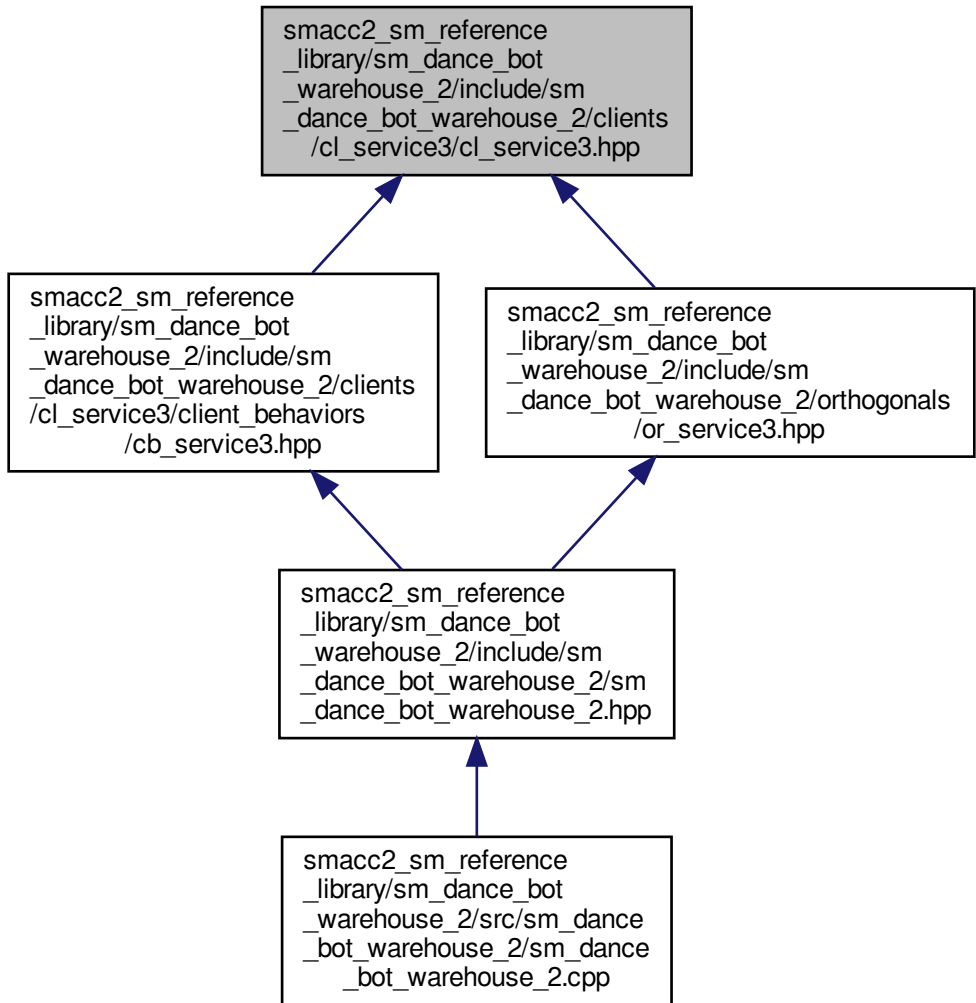 smacc2_sm_reference
_library/sm_dance_bot
_warehouse_2/include/sm
_dance_bot_warehouse_2/clients
/cl_service3/cl_service3.hpp
smacc2_sm_reference
_library/sm_dance_bot
_warehouse_2/include/sm
_dance_bot_warehouse_2/clients
/cl_service3/client_behaviors
/cb_service3.hpp
smacc2_sm_reference
_library/sm_dance_bot
_warehouse_2/include/sm
_dance_bot_warehouse_2/orthogonals
/or_service3.hpp
smacc2_sm_reference
_library/sm_dance_bot
_warehouse_2/include/sm
_dance_bot_warehouse_2/sm
_dance_bot_warehouse_2.hpp
smacc2_sm_reference
_library/sm_dance_bot
_warehouse_2/src/sm_dance
_bot_warehouse_2/sm_dance
_bot_warehouse_2.cpp